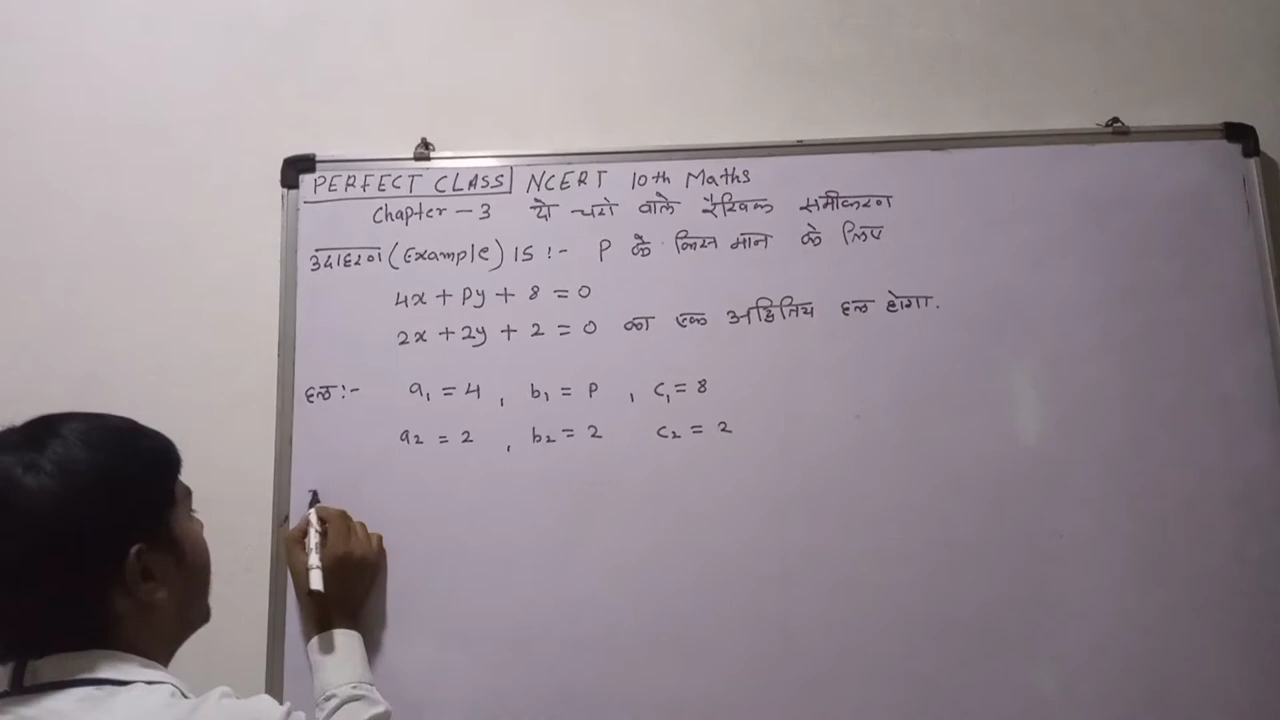 PERFECT CLASS NCERT 10th Maths
Chapter - 3 दो चरो वाले रैखिक समीकरण
उदाहरण (Example) 15 :- P के किस मान के लिए
4x + Py + 8 = 0
2x + 2y + 2 = 0 का एक अद्वितिय हल होगा.
हल :- a₁ = 4 , b₁ = P , c₁ = 8
a₂ = 2 , b₂ = 2 c₂ = 2